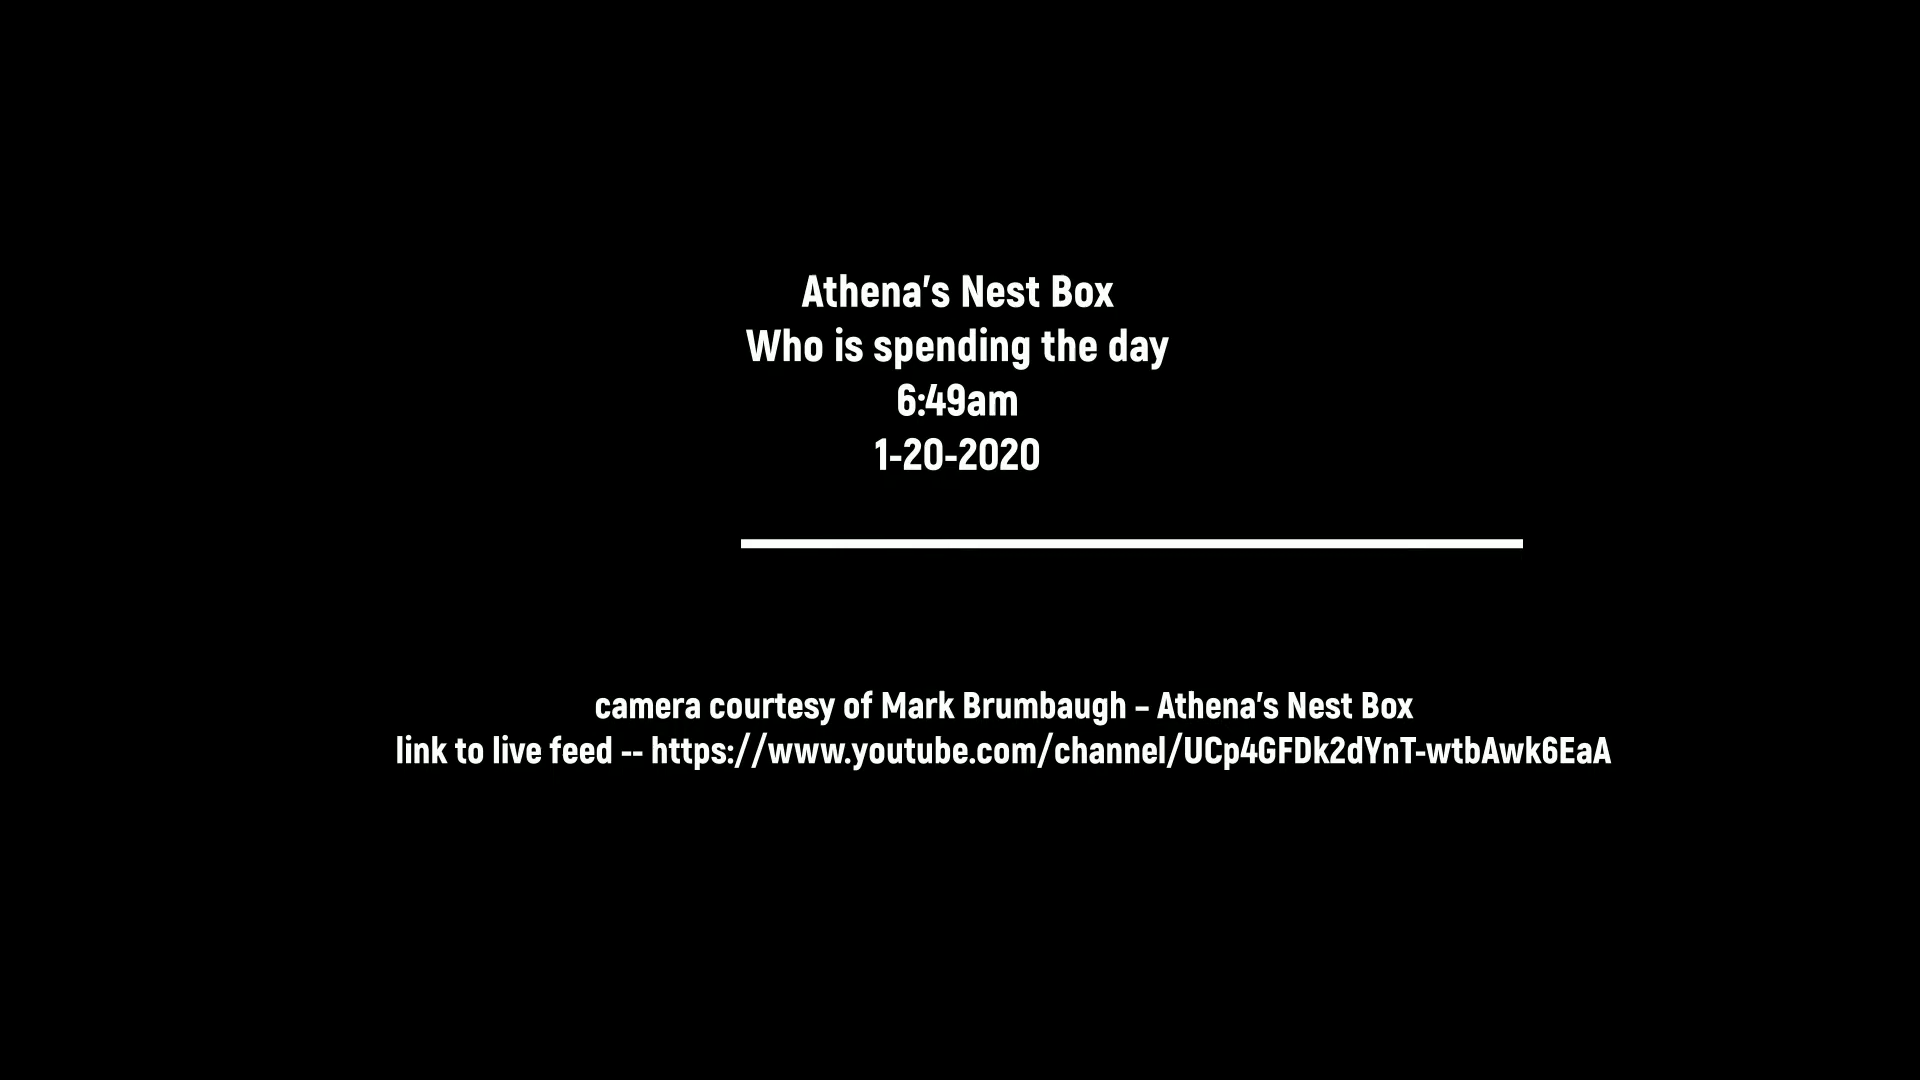 Athena's Nest Box
Who is spending the day
6:49am
1-20-2020
camera courtesy of Mark Brumbaugh – Athena's Nest Box
link to live feed -- https://www.youtube.com/channel/UCp4GFDk2dYnT-wtbAwk6EaA